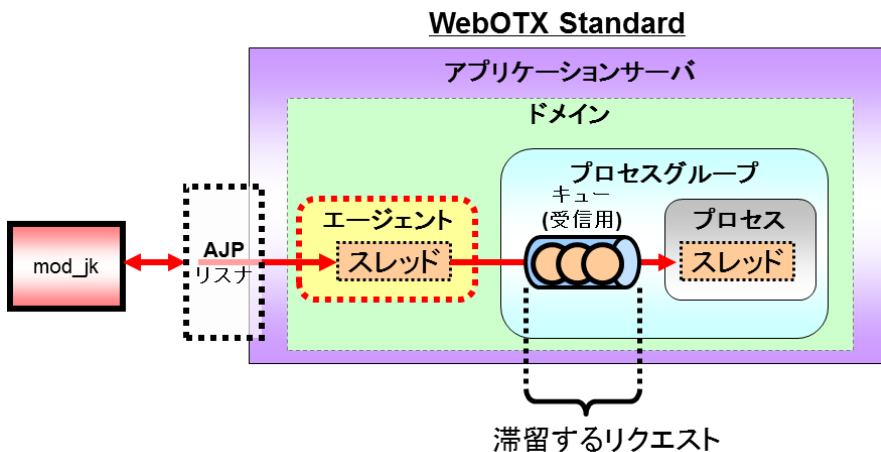 WebOTX Standard
アプリケーションサーバ
ドメイン
プロセスグループ
キュー
(受信用)
エージェント
プロセス
mod_jk
AJP
リスナ
スレッド
スレッド
滞留するリクエスト